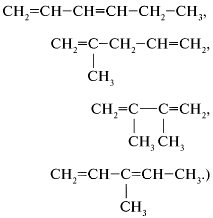 CH₂=CH–CH=CH–CH₂–CH₃,
CH₂=C–CH₂–CH=CH₂,
|
CH₃
CH₂=C–C=CH₂,
| |
CH₃ CH₃
CH₂=CH–C=CH–CH₃.)
|
CH₃